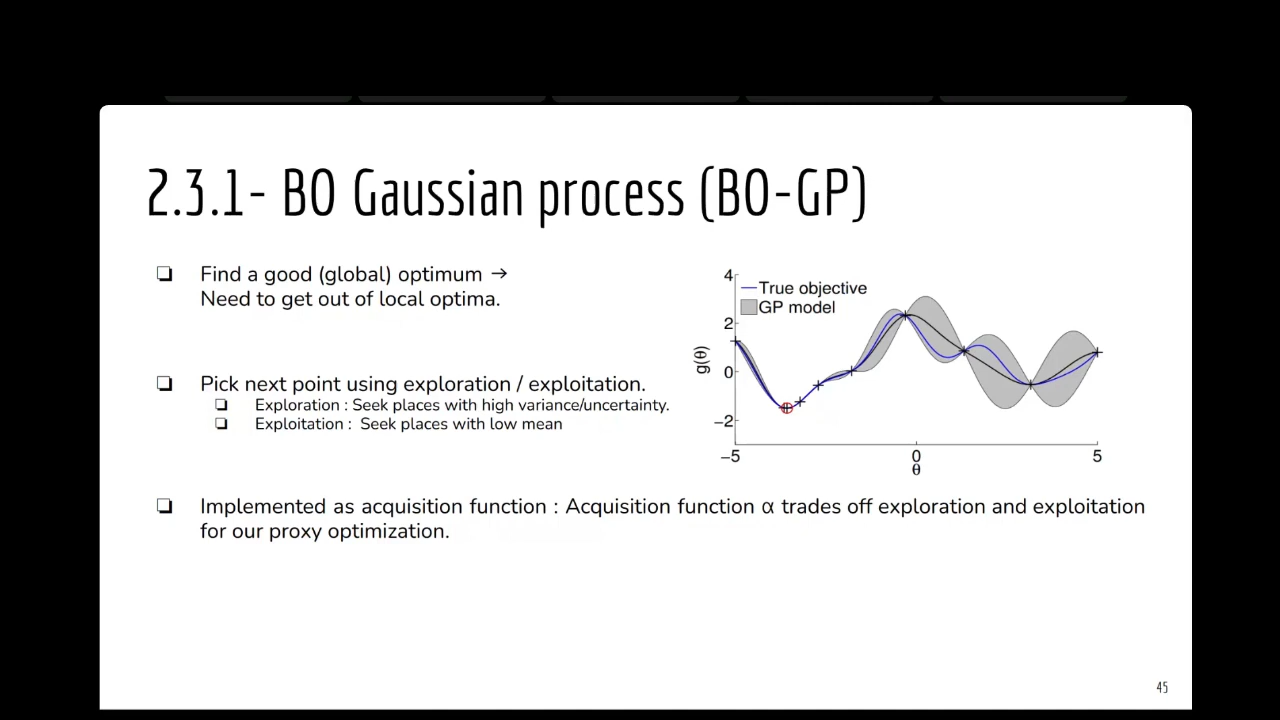 2.3.1- BO Gaussian process (BO-GP)
❏ Find a good (global) optimum →
Need to get out of local optima.
❏ Pick next point using exploration / exploitation.
❏ Exploration : Seek places with high variance/uncertainty.
❏ Exploitation : Seek places with low mean
4
2
0
−2
g(θ)
True objective
GP model
−5
0
5
θ
❏ Implemented as acquisition function : Acquisition function α trades off exploration and exploitation
for our proxy optimization.
45